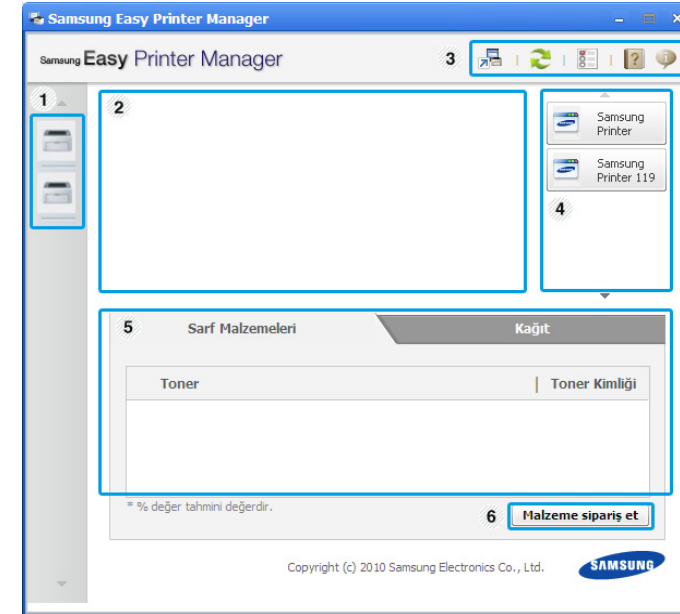 Samsung Easy Printer Manager
Samsung Easy Printer Manager
3
?
1
2
Samsung
Printer
Samsung
Printer 119
4
5
Sarf Malzemeleri
Kağıt
Toner
Toner Kimliği
* % değer tahmini değerdir.
6
Malzeme sipariş et
Copyright (c) 2010 Samsung Electronics Co., Ltd.
SAMSUNG